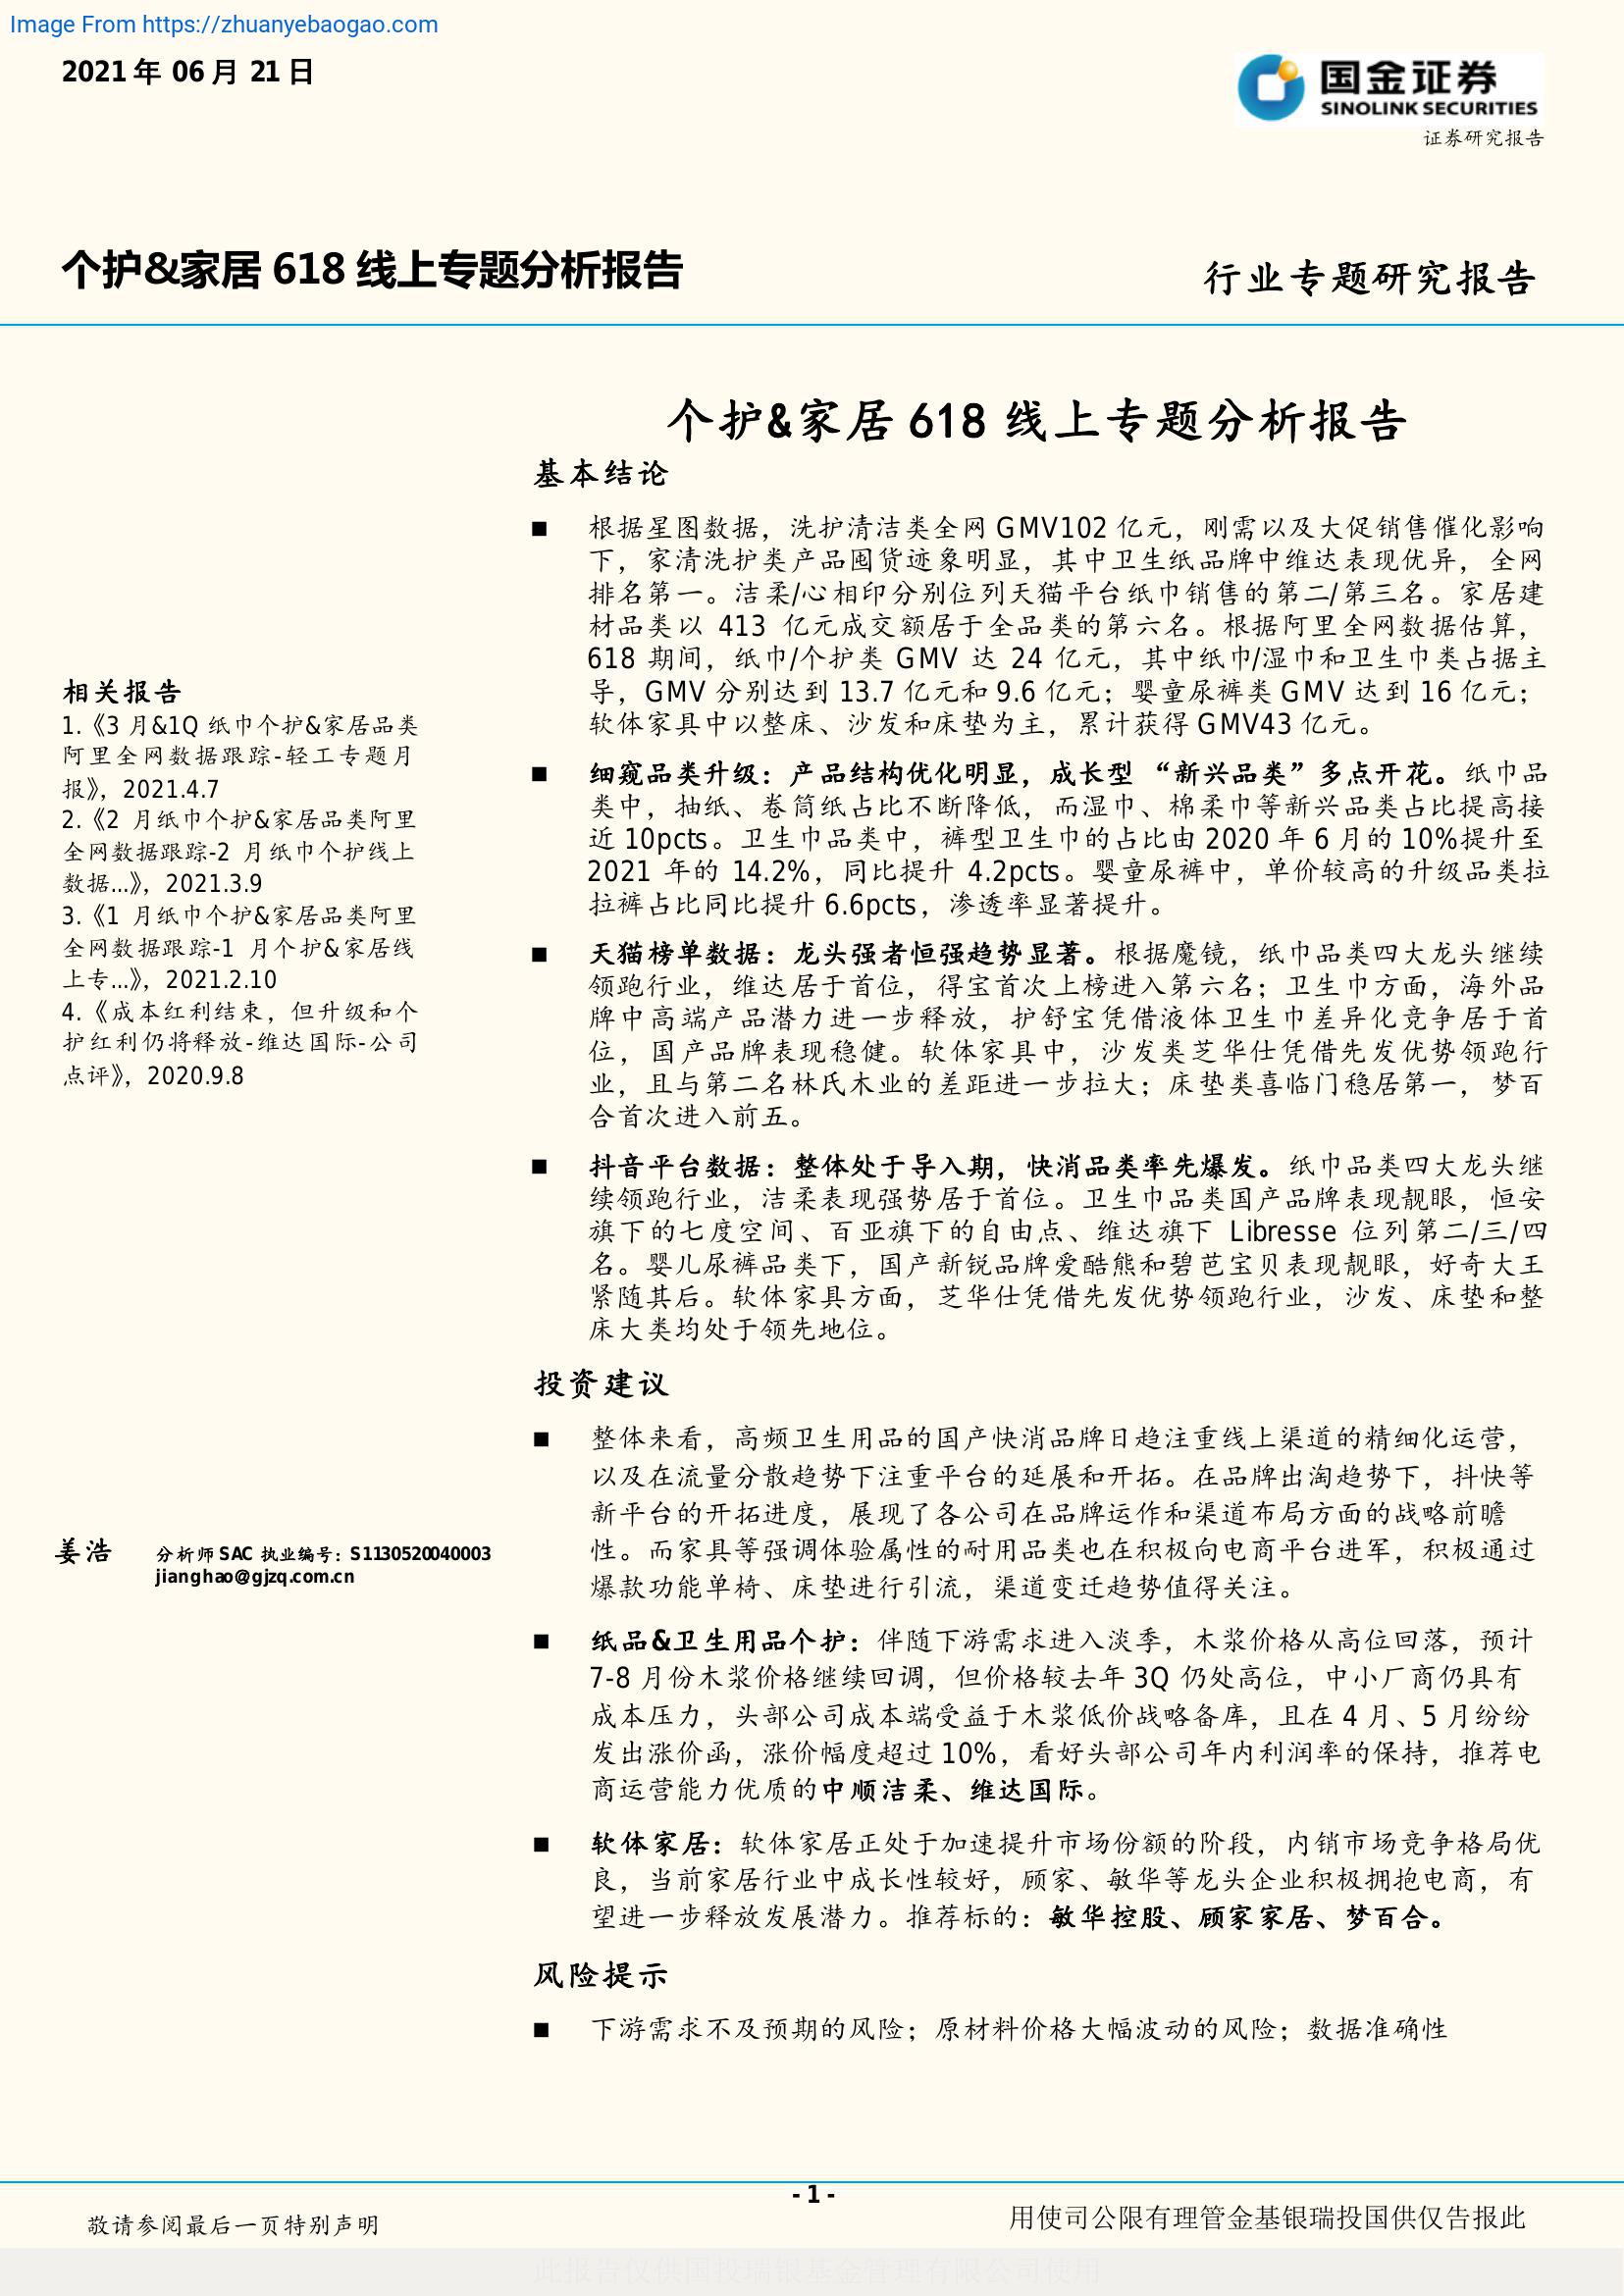 Image From https://zhuanyebaogao.com
2021 年 06 月 21 日
国金证券
SINOLINK SECURITIES
证券研究报告
个护&家居 618 线上专题分析报告
行业专题研究报告
个护&家居 618 线上专题分析报告
基本结论
■ 根据星图数据，洗护清洁类全网 GMV102 亿元，刚需以及大促销售催化影响
下，家清洗护类产品囤货迹象明显，其中卫生纸品牌中维达表现优异，全网
排名第一。洁柔/心相印分别位列天猫平台纸巾销售的第二/第三名。家居建
材品类以 413 亿元成交额居于全品类的第六名。根据阿里全网数据估算，
618 期间，纸巾/个护类 GMV 达 24 亿元，其中纸巾/湿巾和卫生巾类占据主
导，GMV 分别达到 13.7 亿元和 9.6 亿元；婴童尿裤类 GMV 达到 16 亿元；
软体家具中以整床、沙发和床垫为主，累计获得 GMV43 亿元。
■ 细窥品类升级：产品结构优化明显，成长型 “新兴品类”多点开花。纸巾品
类中，抽纸、卷筒纸占比不断降低，而湿巾、棉柔巾等新兴品类占比提高接
近 10pcts。卫生巾品类中，裤型卫生巾的占比由 2020 年 6 月的 10%提升至
2021 年的 14.2%，同比提升 4.2pcts。婴童尿裤中，单价较高的升级品类拉
拉裤占比同比提升 6.6pcts，渗透率显著提升。
■ 天猫榜单数据：龙头强者恒强趋势显著。根据魔镜，纸巾品类四大龙头继续
领跑行业，维达居于首位，得宝首次上榜进入第六名；卫生巾方面，海外品
牌中高端产品潜力进一步释放，护舒宝凭借液体卫生巾差异化竞争居于首
位，国产品牌表现稳健。软体家具中，沙发类芝华仕凭借先发优势领跑行
业，且与第二名林氏木业的差距进一步拉大；床垫类喜临门稳居第一，梦百
合首次进入前五。
■ 抖音平台数据：整体处于导入期，快消品类率先爆发。纸巾品类四大龙头继
续领跑行业，洁柔表现强势居于首位。卫生巾品类国产品牌表现靓眼，恒安
旗下的七度空间、百亚旗下的自由点、维达旗下 Libresse 位列第二/三/四
名。婴儿尿裤品类下，国产新锐品牌爱酷熊和碧芭宝贝表现靓眼，好奇大王
紧随其后。软体家具方面，芝华仕凭借先发优势领跑行业，沙发、床垫和整
床大类均处于领先地位。
投资建议
■ 整体来看，高频卫生用品的国产快消品牌日趋注重线上渠道的精细化运营，
以及在流量分散趋势下注重平台的延展和开拓。在品牌出淘趋势下，抖快等
新平台的开拓进度，展现了各公司在品牌运作和渠道布局方面的战略前瞻
性。而家具等强调体验属性的耐用品类也在积极向电商平台进军，积极通过
爆款功能单椅、床垫进行引流，渠道变迁趋势值得关注。
■ 纸品&卫生用品个护：伴随下游需求进入淡季，木浆价格从高位回落，预计
7-8 月份木浆价格继续回调，但价格较去年 3Q 仍处高位，中小厂商仍具有
成本压力，头部公司成本端受益于木浆低价战略备库，且在 4 月、5 月纷纷
发出涨价函，涨价幅度超过 10%，看好头部公司年内利润率的保持，推荐电
商运营能力优质的中顺洁柔、维达国际。
■ 软体家居：软体家居正处于加速提升市场份额的阶段，内销市场竞争格局优
良，当前家居行业中成长性较好，顾家、敏华等龙头企业积极拥抱电商，有
望进一步释放发展潜力。推荐标的：敏华控股、顾家家居、梦百合。
风险提示
■ 下游需求不及预期的风险；原材料价格大幅波动的风险；数据准确性
相关报告
1.《3 月&1Q 纸巾个护&家居品类
阿里全网数据跟踪-轻工专题月
报》，2021.4.7
2.《2 月纸巾个护&家居品类阿里
全网数据跟踪-2 月纸巾个护线上
数据...》，2021.3.9
3.《1 月纸巾个护&家居品类阿里
全网数据跟踪-1 月个护&家居线
上专...》，2021.2.10
4.《成本红利结束，但升级和个
护红利仍将释放-维达国际-公司
点评》，2020.9.8
姜浩 分析师 SAC 执业编号：S1130520040003
jianghao@gjzq.com.cn
- 1 -
敬请参阅最后一页特别声明
用使司公限有理管金基银瑞投国供仅告报此
此报告仅供国投瑞银基金管理有限公司使用